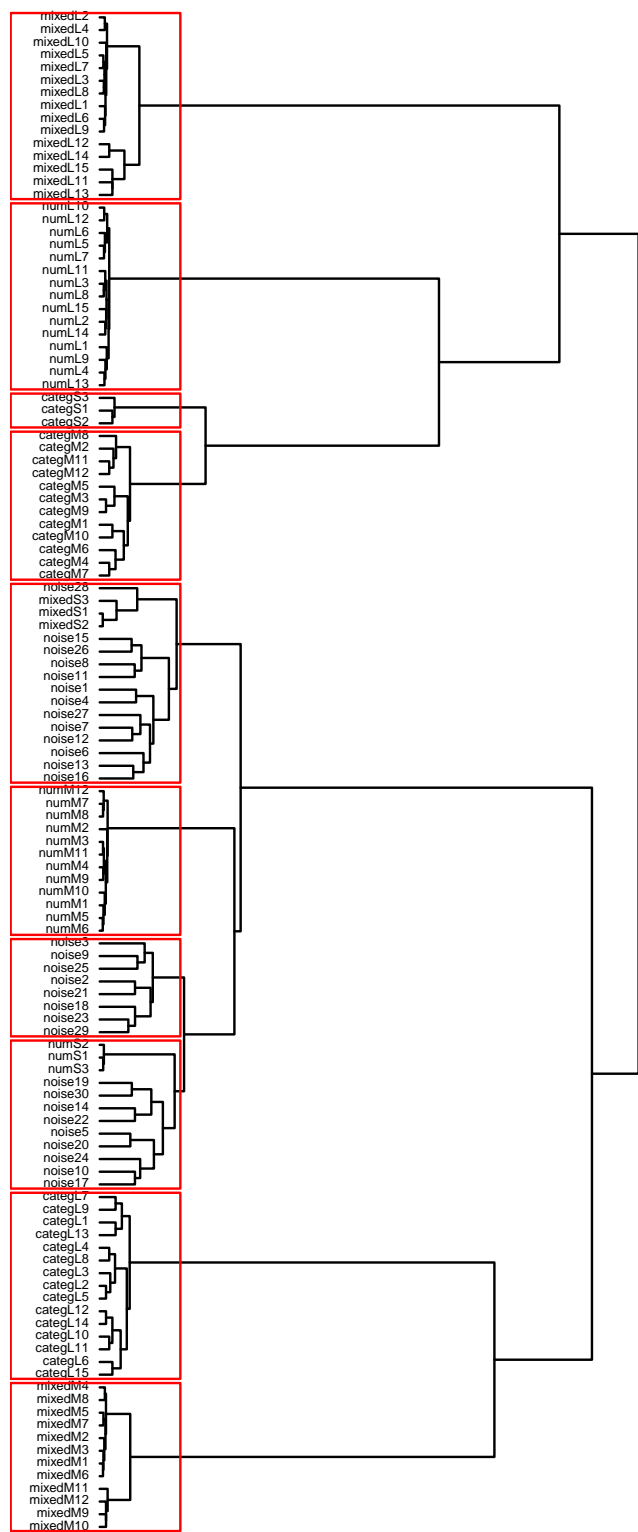 mixedL2
mixedL4
mixedL10
mixedL5
mixedL7
mixedL3
mixedL8
mixedL1
mixedL6
mixedL9
mixedL12
mixedL14
mixedL15
mixedL11
mixedL13
numL10
numL12
numL6
numL5
numL7
numL11
numL3
numL8
numL15
numL2
numL14
numL1
numL9
numL4
numL13
categS3
categS1
categS2
categM8
categM2
categM11
categM12
categM5
categM3
categM9
categM1
categM10
categM6
categM4
categM7
noise28
mixedS3
mixedS1
mixedS2
noise15
noise26
noise8
noise11
noise1
noise4
noise27
noise7
noise12
noise6
noise13
noise16
numM12
numM7
numM8
numM2
numM3
numM11
numM4
numM9
numM10
numM1
numM5
numM6
noise3
noise9
noise25
noise2
noise21
noise18
noise23
noise29
numS2
numS1
numS3
noise19
noise30
noise14
noise22
noise5
noise20
noise24
noise10
noise17
categL7
categL9
categL1
categL13
categL4
categL8
categL3
categL2
categL5
categL12
categL14
categL10
categL11
categL6
categL15
mixedM4
mixedM8
mixedM5
mixedM7
mixedM2
mixedM3
mixedM1
mixedM6
mixedM11
mixedM12
mixedM9
mixedM10